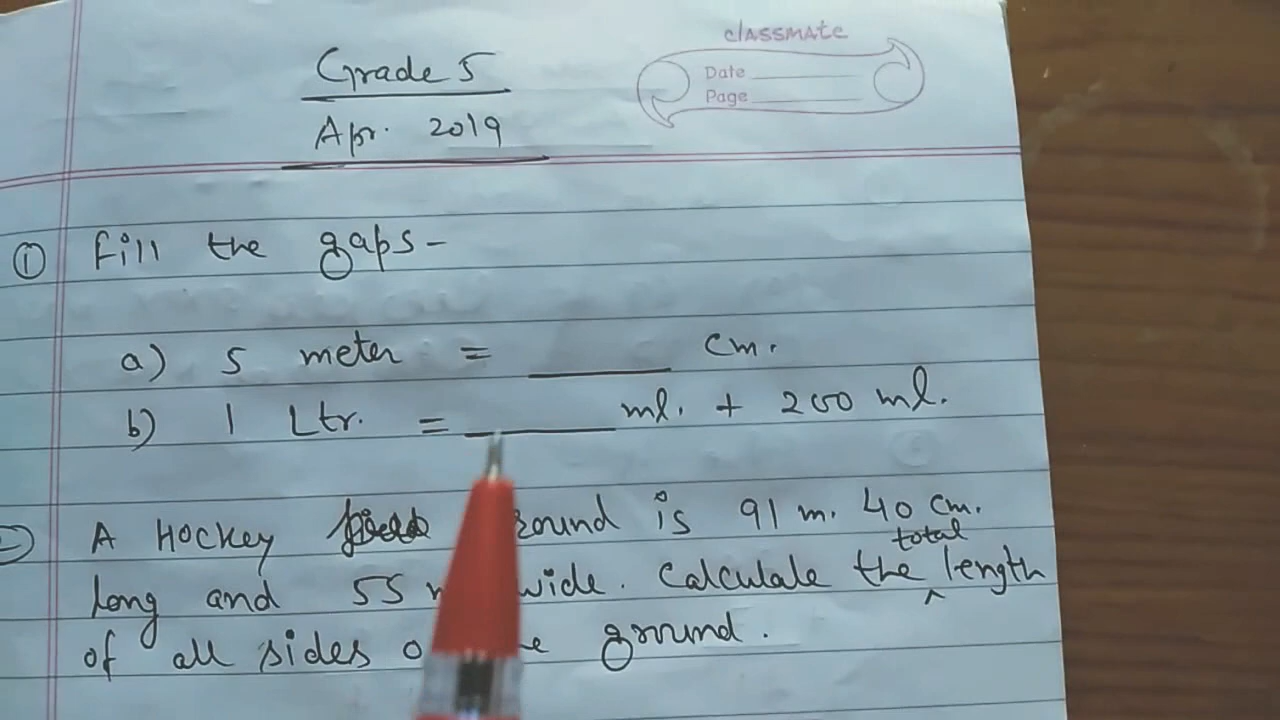 classmate
Date
Page
Grade 5
Apr. 2019
① Fill the gaps-
a) 5 meter = ______ cm.
b) 1 Ltr. = ______ ml. + 200 ml.
A Hockey round is 91 m. 40 cm.
long and 55 wide. Calculate the total length
of all sides ground.